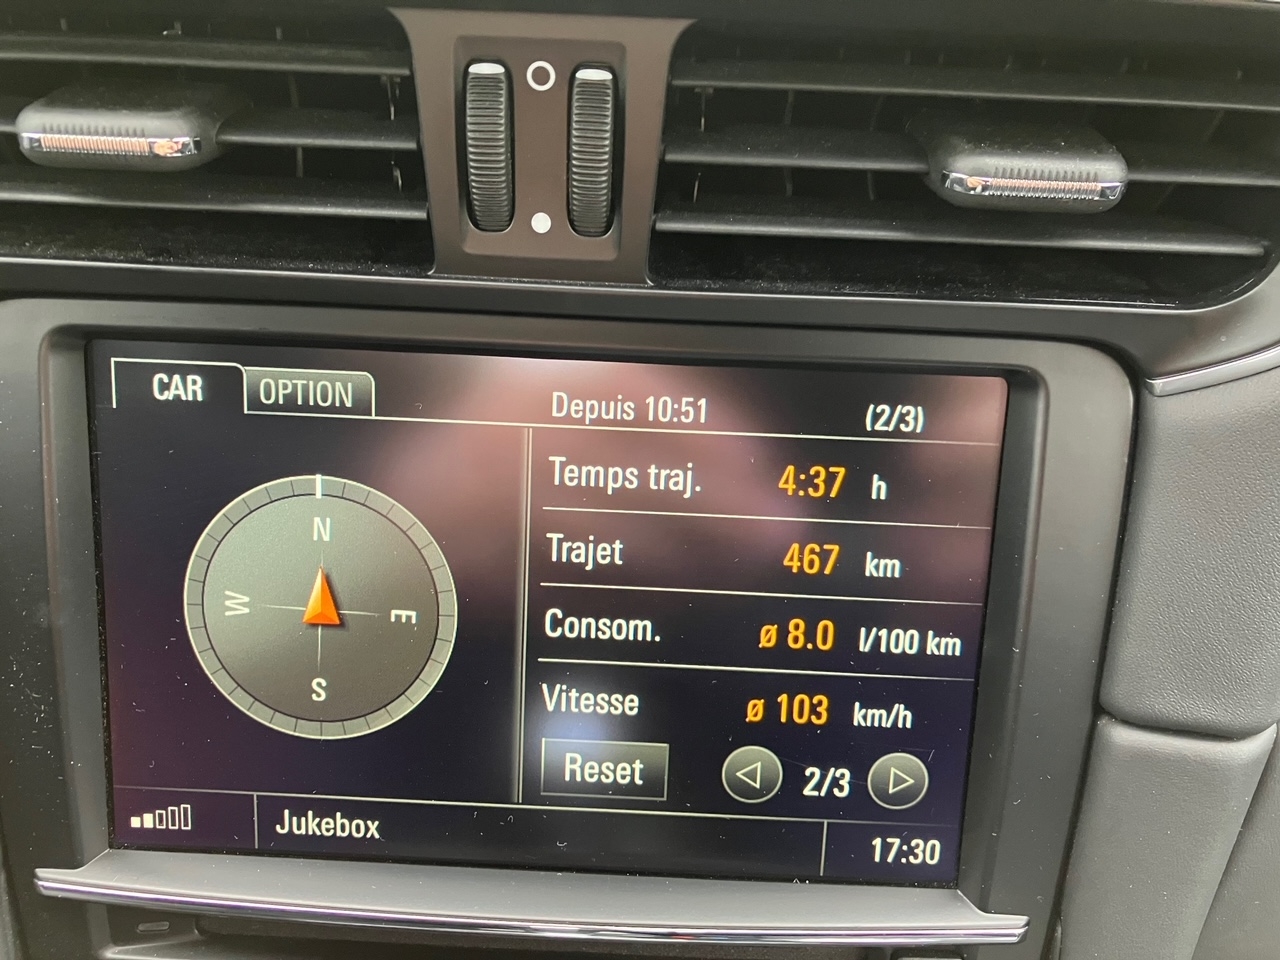 CAR OPTION
Depuis 10:51 (2/3)
Temps traj. 4:37 h
Trajet 467 km
Consom. ø 8.0 l/100 km
Vitesse ø 103 km/h
N
W E
S
Reset 2/3
Jukebox 17:30